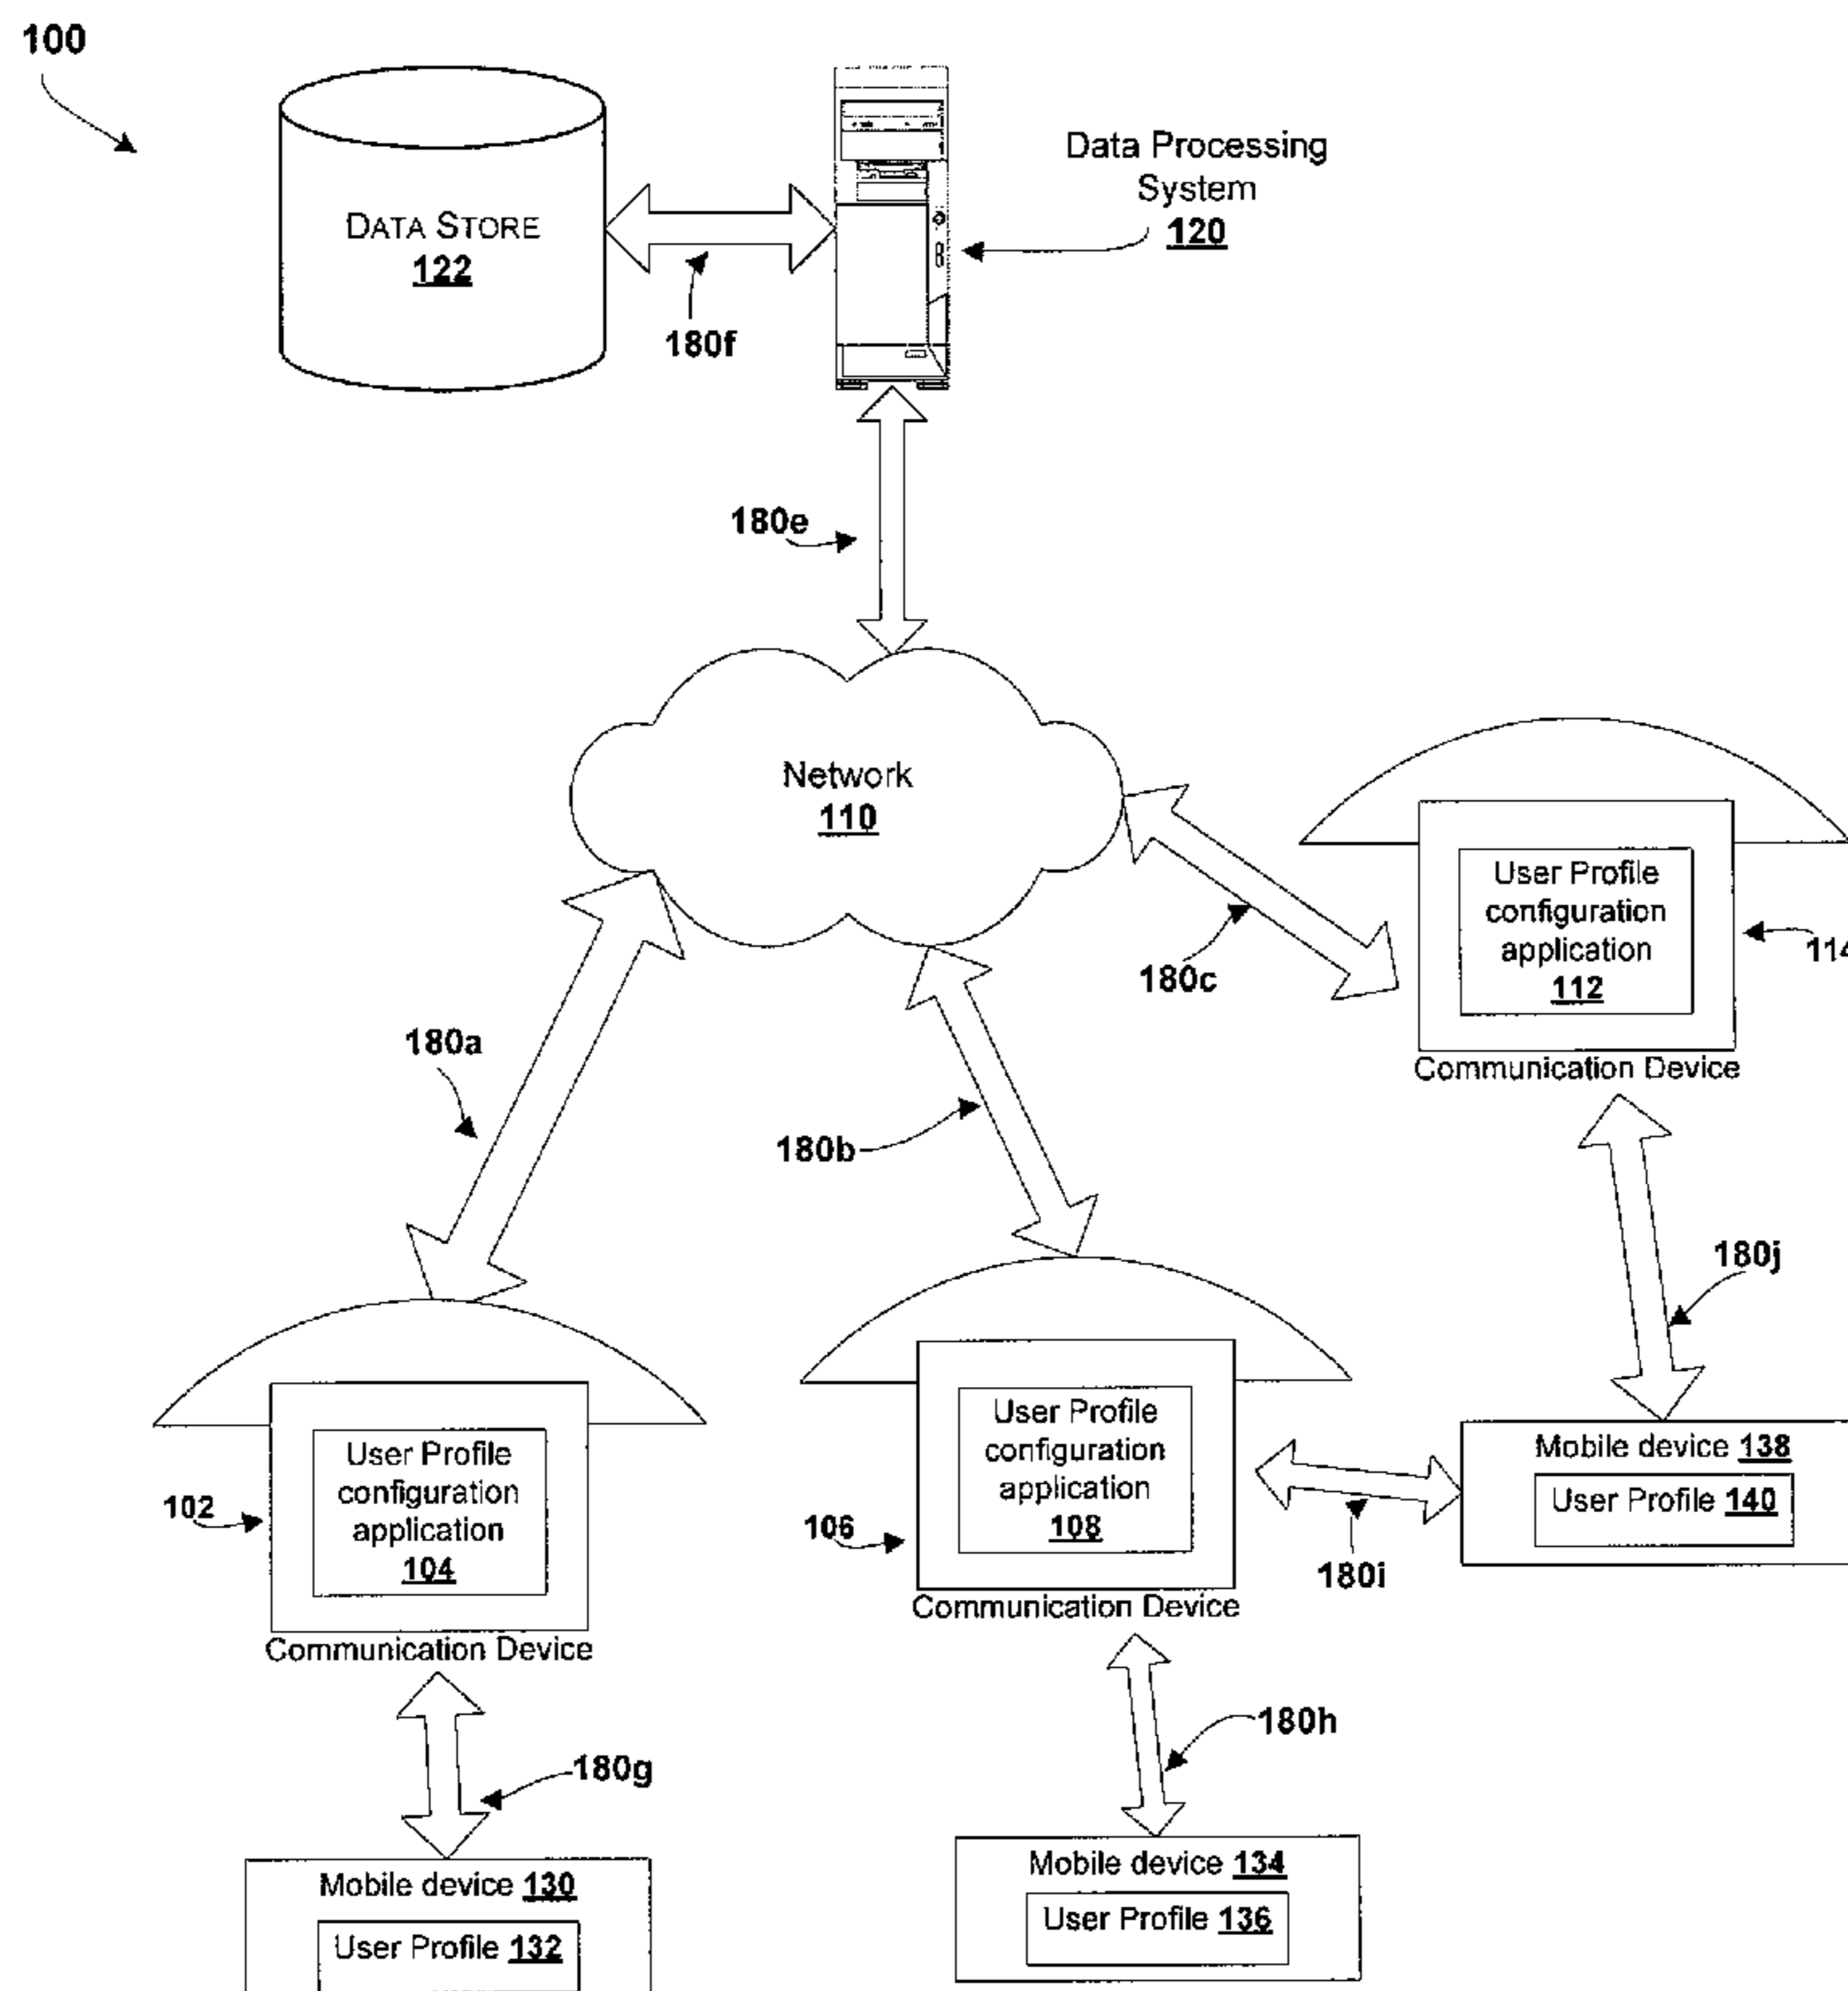 100
DATA STORE
122
180f
Data Processing
System
120
180e
Network
110
180c
User Profile
configuration
application
112
114
Communication Device
180a
180b
180j
User Profile
configuration
application
104
102
Communication Device
User Profile
configuration
application
108
106
Communication Device
180i
Mobile device 138
User Profile 140
180g
180h
Mobile device 130
User Profile 132
Mobile device 134
User Profile 136